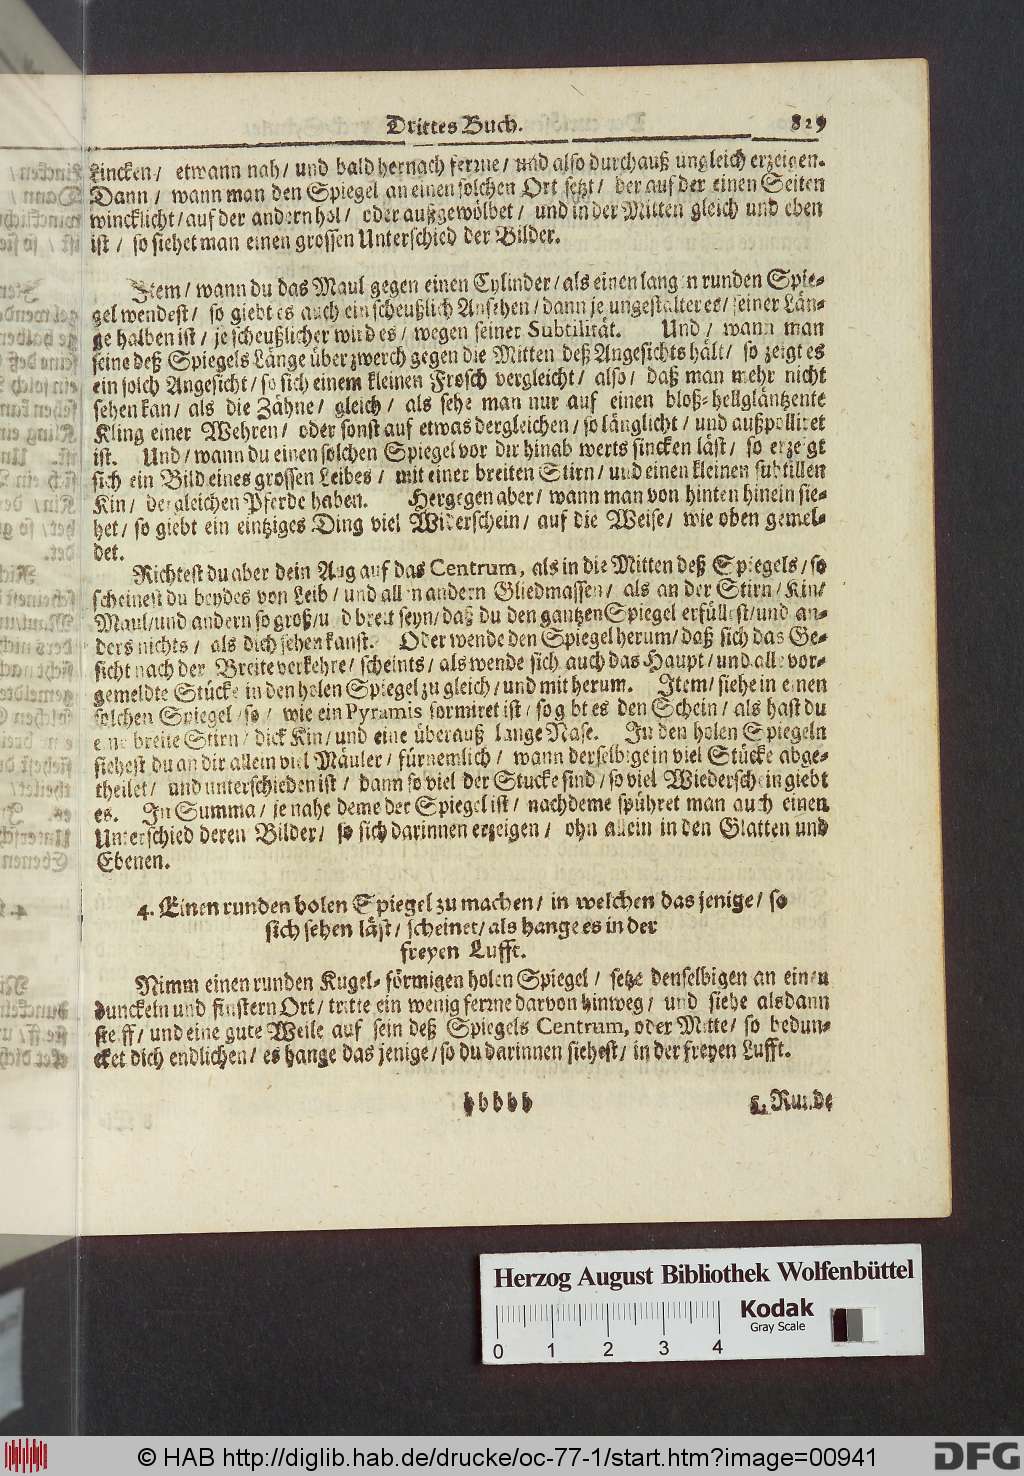 Drittes Buch. 829
Lincken / etwann nah / und bald hernach ferrne / und also durchauß ungleich erzeigen.
Dann / wann man den Spiegel an einen solchen Ort setzt / der auf der einen Seiten
wincklicht / auf der andern hol / oder außgewölbet / und in der Mitten gleich und eben
ist / so siehet man einen grossen Unterschied der Bilder.
Item / wann du das Maul gegen einen Cylinder / als einen langen runden Spie-
gel wendest / so giebt es auch ein scheußlich Ansehen / dann je ungestalter er / seiner Län-
ge halben ist / je scheußlicher wird es / wegen seiner Subtilität. Und / wann man
seine deß Spiegels Länge über zwerch gegen die Mitten deß Angesichts hält / so zeigt es
ein solch Angesicht / so sich einem kleinen Frosch vergleicht / also / daß man mehr nicht
sehen kan / als die Zähne / gleich / als sehe man nur auf einen bloß-hellgläntzente
Kling einer Wehren / oder sonst auf etwas dergleichen / so länglicht / und außpolliret
ist. Und / wann du einen solchen Spiegel vor dir hinab werts sincken läst / so erzeigt
sich ein Bild eines grossen Leibes / mit einer breiten Stirn / und einen kleinen subtillen
Kin / dergleichen Pferde haben. Hergegen aber / wann man von hinten hinein sie-
het / so giebt ein eintziges Ding viel Widerschein / auf die Weise / wie oben gemel-
det.
Richtest du aber dein Aug auf das Centrum, als in die Mitten deß Spiegels / so
scheinest du beydes von Leib / und allen andern Gliedmassen / als an der Stirn / Kin /
Maul / und andern so groß / und breit seyn / daß du den gantzen Spiegel erfüllest / und an-
ders nichts / als dich sehen kanst. Oder wende den Spiegel herum / daß sich das Ge-
sicht nach der Breite verkehre / scheints / als wende sich auch das Haupt / und alle vor-
gemeldte Stücke in den holen Spiegel zu gleich / und mit herum. Item / siehe in einen
solchen Spiegel / so / wie ein Pyramis formiret ist / so gibt es den Schein / als hast du
eine breite Stirn / dick Kin / und eine überauß lange Nase. In den holen Spiegeln
siehest du an dir allein viel Mäuler / fürnemlich / wann derselbige in viel Stücke abge-
theilet / und unterschieden ist / dann so viel der Stucke sind / so viel Wiederschein giebt
es. In Summa / je nahe deme der Spiegel ist / nachdeme spühret man auch einen
Unterschied deren Bilder / so sich darinnen erzeigen / ohn allein in den Glatten und
Ebenen.
4. Einen runden holen Spiegel zu machen / in welchen das jenige / so
sich sehen läst / scheinet / als hange es in der
freyen Lufft.
Nimm einen runden Kugel-förmigen holen Spiegel / setze denselbigen an einen
dunckeln und finstern Ort / tritte ein wenig ferrne darvon hinweg / und siehe alsdann
steiff / und eine gute Weile auf sein deß Spiegels Centrum, oder Mitte / so bedun-
cket dich endlichen / es hange das jenige / so du darinnen siehest / in der freyen Lufft.
bbbbb 5. Runde
Herzog August Bibliothek Wolfenbüttel
Kodak
Gray Scale
0 1 2 3 4
© HAB http://diglib.hab.de/drucke/oc-77-1/start.htm?image=00941
DFG